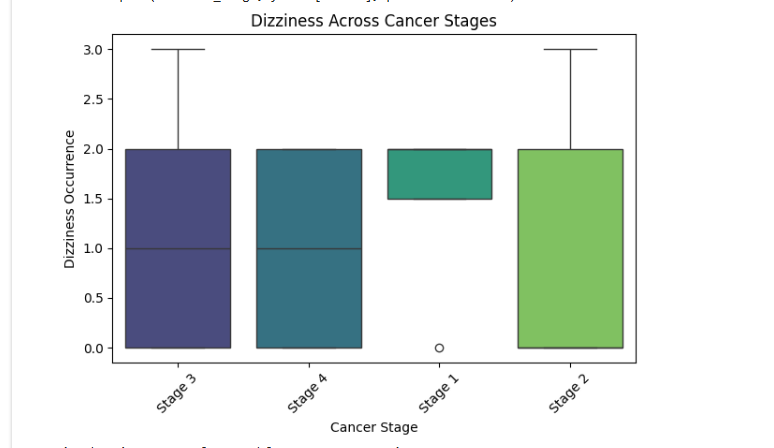 Dizziness Across Cancer Stages
3.0
2.5
2.0
1.5
1.0
0.5
0.0
Dizziness Occurrence
Stage 3
Stage 4
Stage 1
Stage 2
Cancer Stage